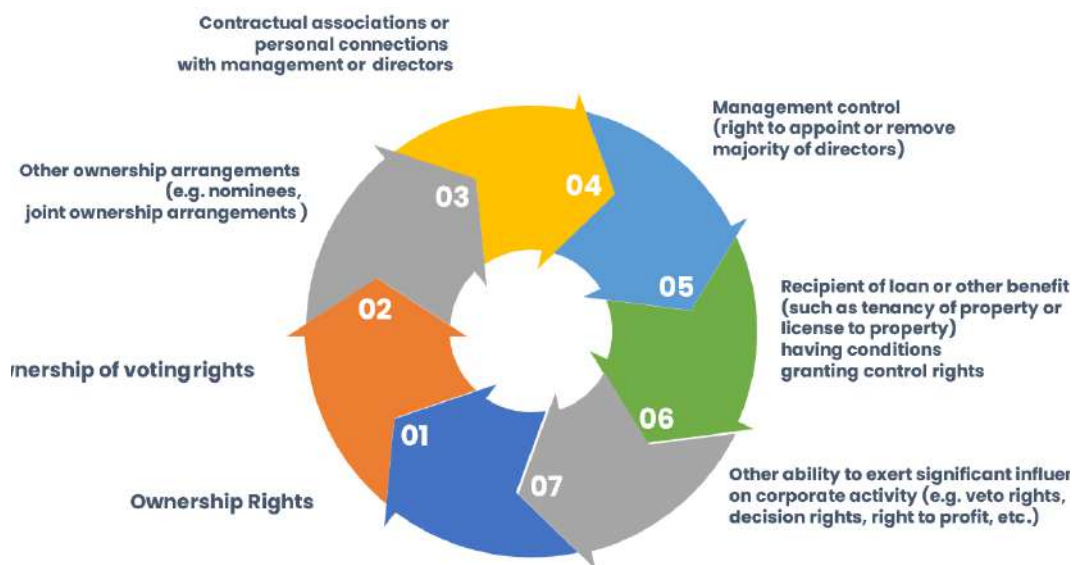 Contractual associations or
personal connections
with management or directors
04
Management control
(right to appoint or remove
majority of directors)
05
Other ownership arrangements
(e.g. nominees,
joint ownership arrangements )
03
Recipient of loan or other benefit
(such as tenancy of property or
license to property)
having conditions
granting control rights
06
02
wnership of voting rights
01
Ownership Rights
07
Other ability to exert significant influen
on corporate activity (e.g. veto rights,
decision rights, right to profit, etc.)